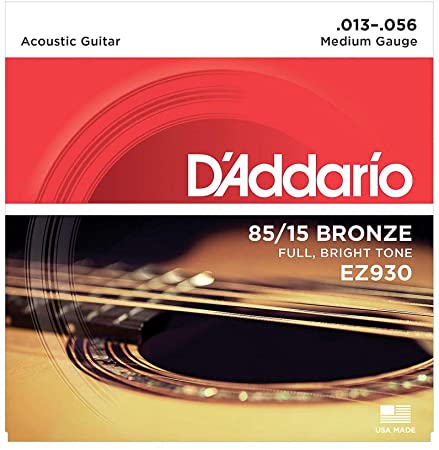 .013–.056
Acoustic Guitar Medium Gauge
D'Addario
85/15 BRONZE
FULL, BRIGHT TONE
EZ930
USA MADE